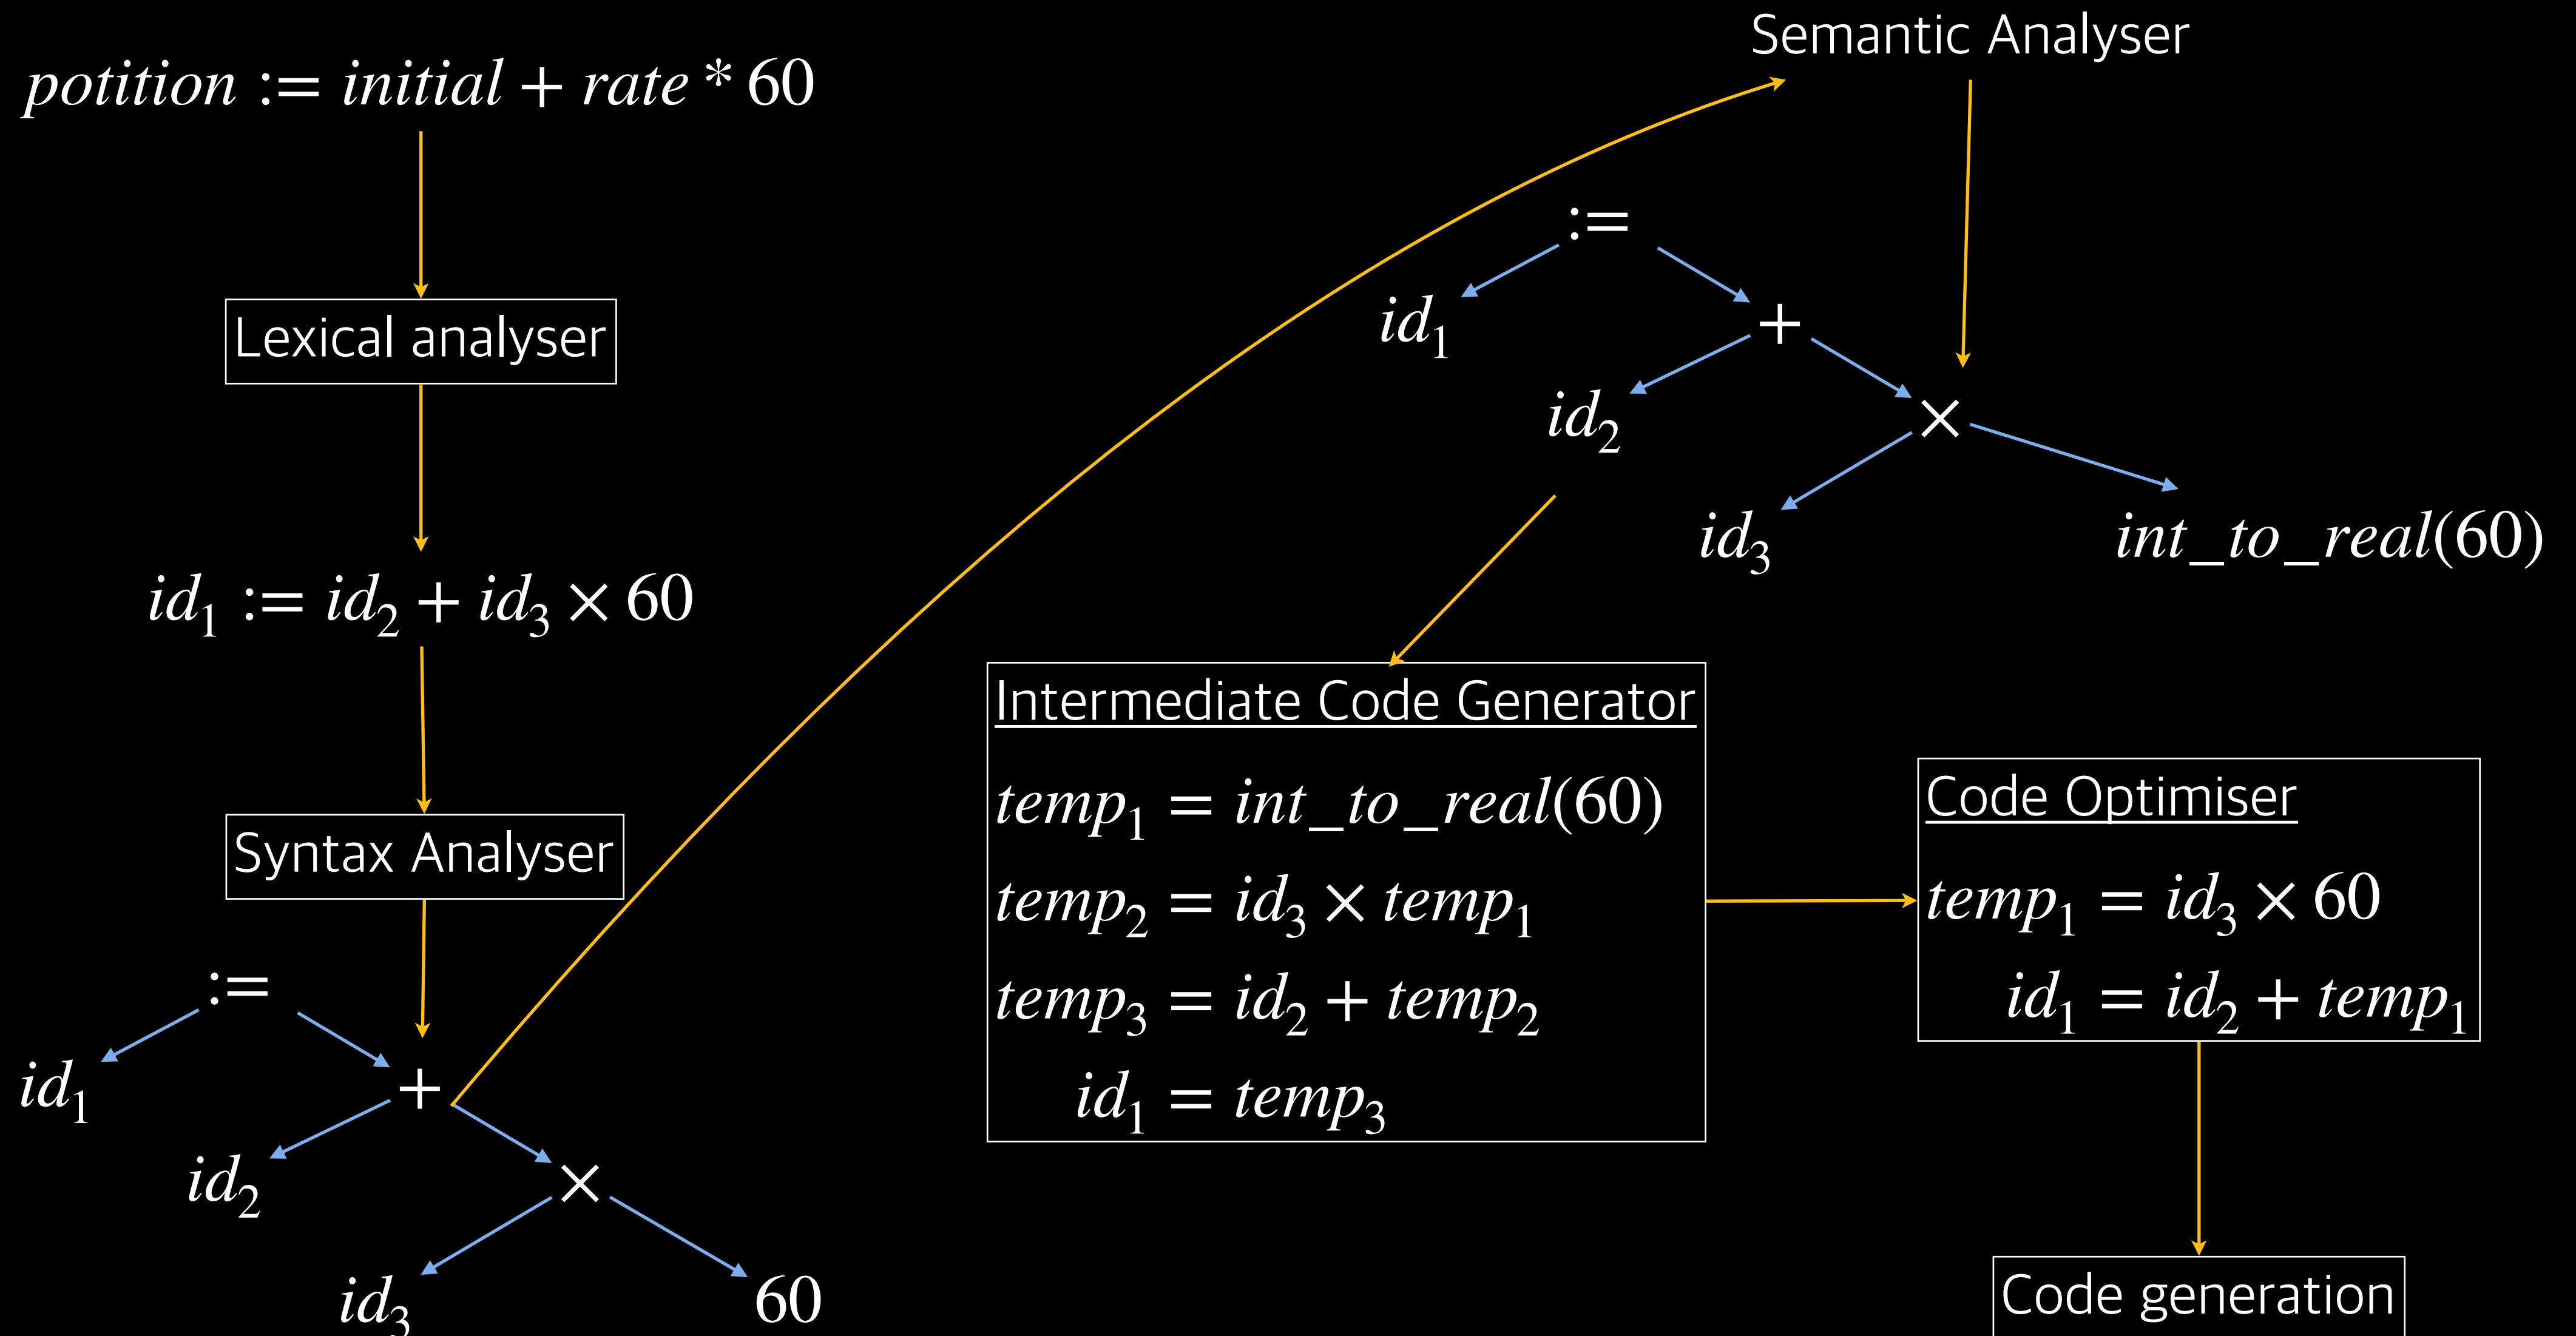 potition := initial + rate * 60
Lexical analyser
id₁ := id₂ + id₃ × 60
Syntax Analyser
:=
id₁
+
id₂
×
id₃
60
Semantic Analyser
:=
id₁
+
id₂
×
id₃
int_to_real(60)
Intermediate Code Generator
temp₁ = int_to_real(60)
temp₂ = id₃ × temp₁
temp₃ = id₂ + temp₂
id₁ = temp₃
Code Optimiser
temp₁ = id₃ × 60
id₁ = id₂ + temp₁
Code generation